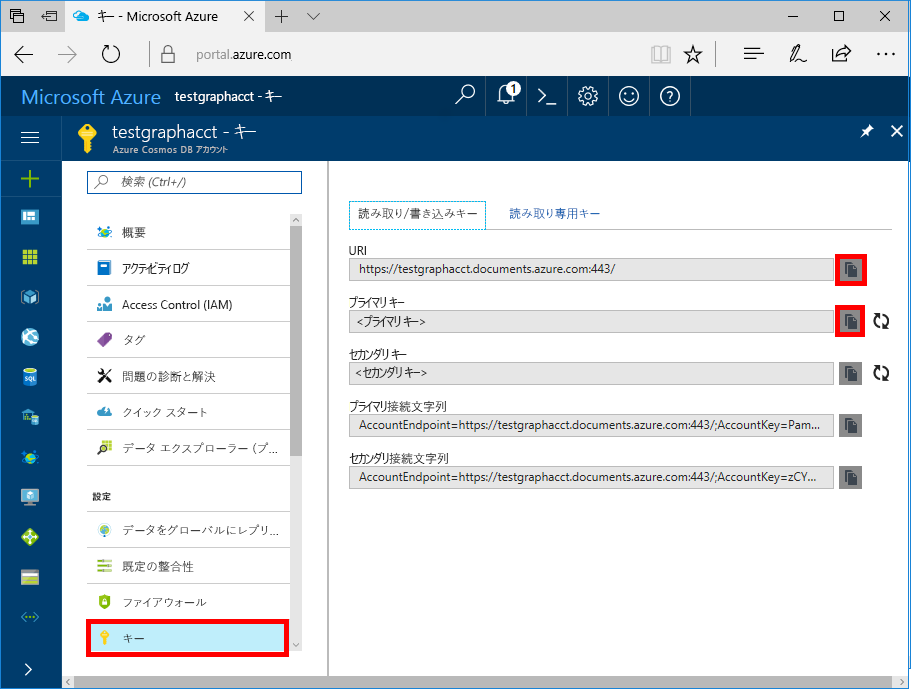 キー - Microsoft Azure
portal.azure.com
Microsoft Azure testgraphacct - キー
1
testgraphacct - キー
Azure Cosmos DB アカウント
検索 (Ctrl+/)
概要
アクティビティログ
Access Control (IAM)
タグ
問題の診断と解決
クイック スタート
データ エクスプローラー (プ...
設定
データをグローバルにレプリ...
既定の整合性
ファイアウォール
キー
読み取り/書き込みキー 読み取り専用キー
URI
https://testgraphacct.documents.azure.com:443/
プライマリ キー
<プライマリ キー>
セカンダリ キー
<セカンダリ キー>
プライマリ接続文字列
AccountEndpoint=https://testgraphacct.documents.azure.com:443/;AccountKey=Pam...
セカンダリ接続文字列
AccountEndpoint=https://testgraphacct.documents.azure.com:443/;AccountKey=zCY...
SQL